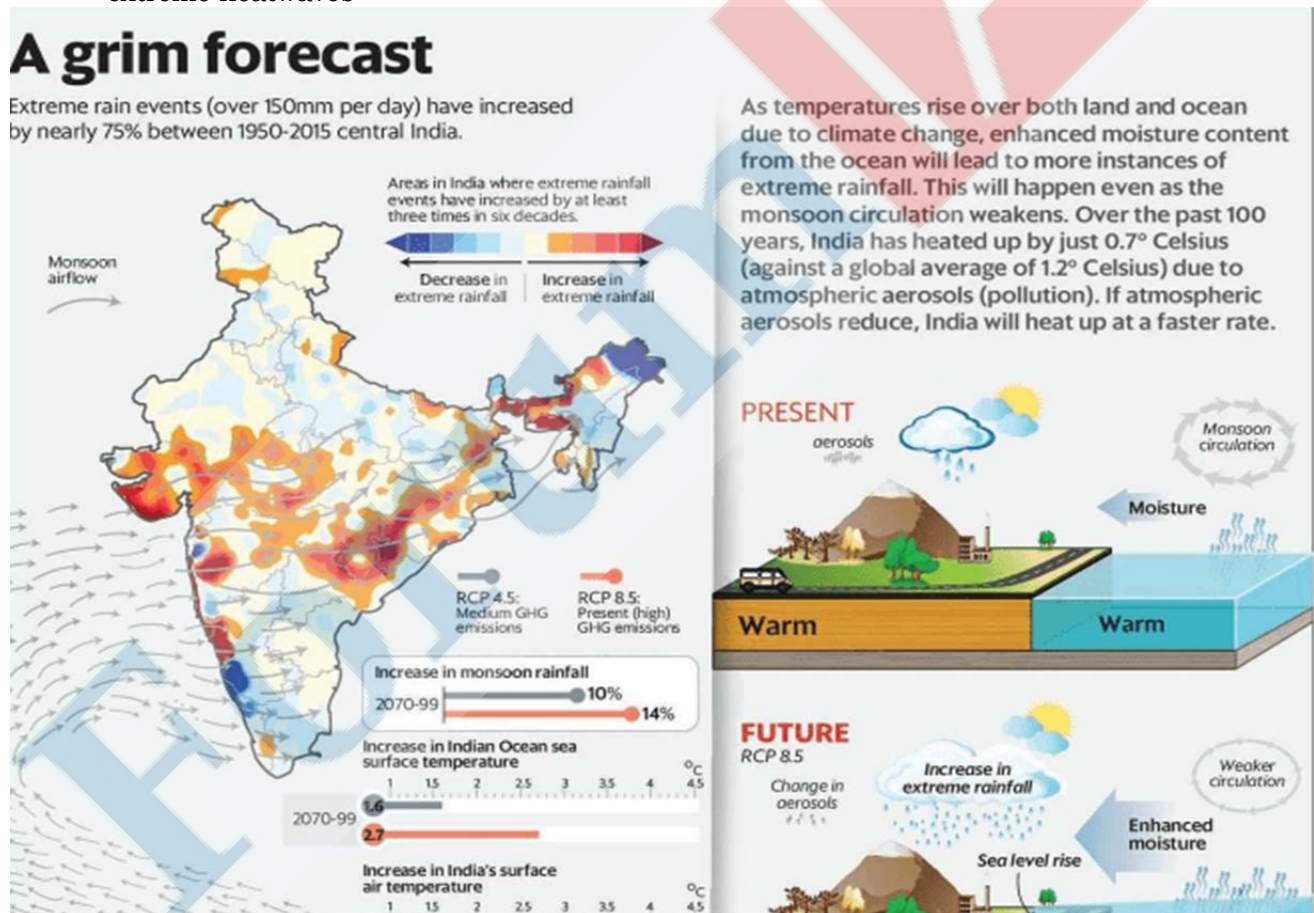 extreme heatwaves
A grim forecast
Extreme rain events (over 150mm per day) have increased
by nearly 75% between 1950-2015 central India.
Areas in India where extreme rainfall
events have increased by at least
three times in six decades.
Decrease in
extreme rainfall
Increase in
extreme rainfall
Monsoon
airflow
RCP 4.5:
Medium GHG
emissions
RCP 8.5:
Present (high)
GHG emissions
Increase in monsoon rainfall
2070-99
10%
14%
Increase in Indian Ocean sea
surface temperature
°C
1 1.5 2 2.5 3 3.5 4 4.5
2070-99
1.6
2.7
Increase in India's surface
air temperature
°C
1 1.5 2 2.5 3 3.5 4 4.5
As temperatures rise over both land and ocean
due to climate change, enhanced moisture content
from the ocean will lead to more instances of
extreme rainfall. This will happen even as the
monsoon circulation weakens. Over the past 100
years, India has heated up by just 0.7° Celsius
(against a global average of 1.2° Celsius) due to
atmospheric aerosols (pollution). If atmospheric
aerosols reduce, India will heat up at a faster rate.
PRESENT
aerosols
Monsoon
circulation
Moisture
Warm
Warm
FUTURE
RCP 8.5
Change in
aerosols
Increase in
extreme rainfall
Weaker
circulation
Enhanced
moisture
Sea level rise